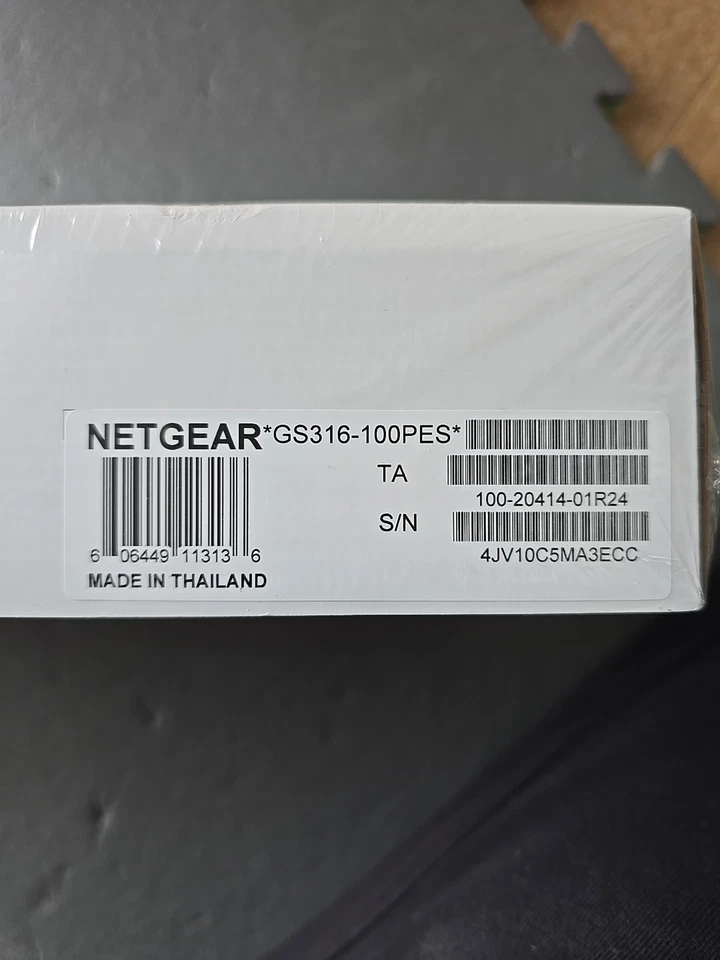 NETGEAR *GS316-100PES*
TA
100-20414-01R24
S/N
4JV10C5MA3ECC
6 06449 11313 6
MADE IN THAILAND